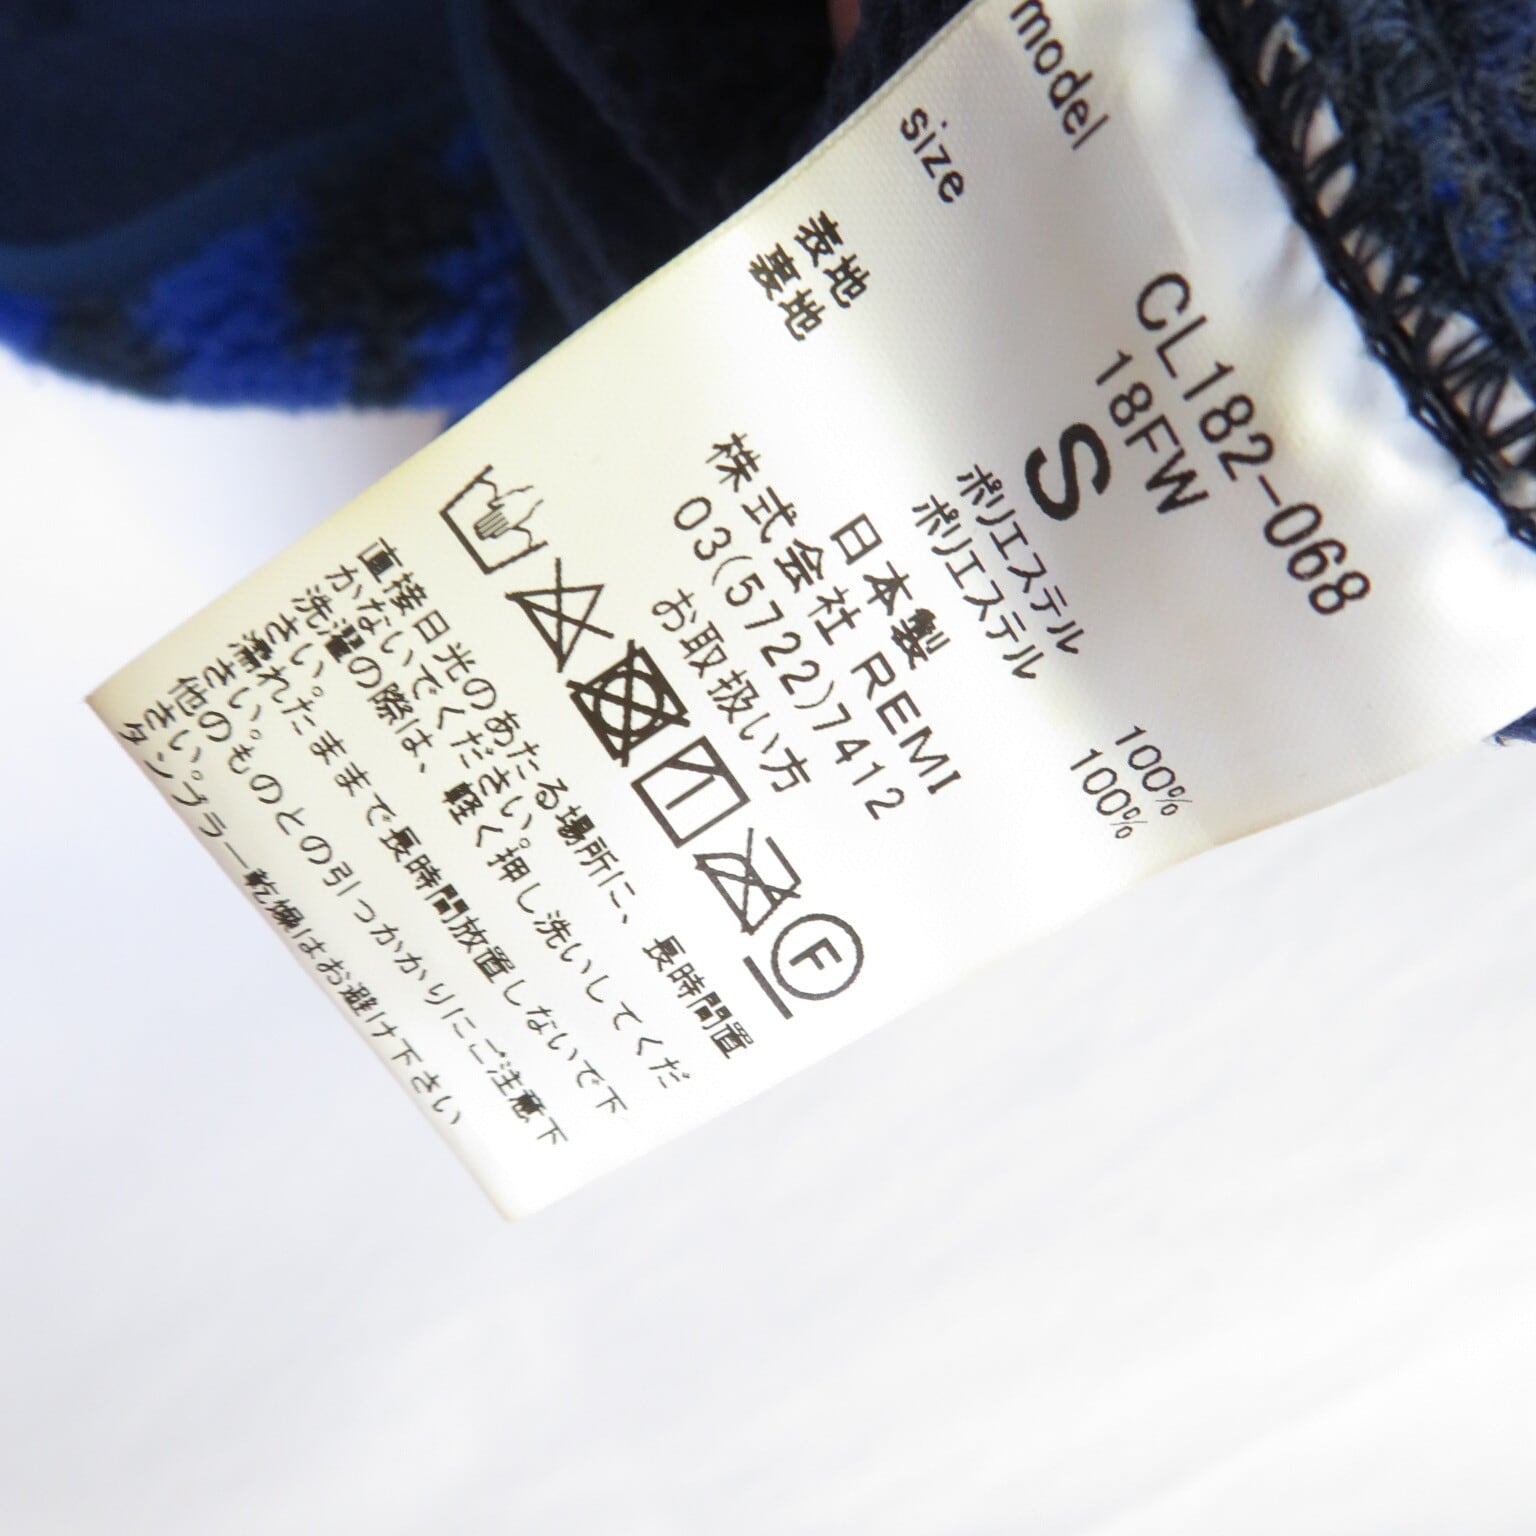 model CL182-068
18FW
size S
表地 ポリエステル 100%
裏地 ポリエステル 100%
日本製
株式会社 REMI
03(5722)7412
お取扱い方
F
直接日光のあたる場所に、長時間置
かないでください。
洗濯の際は、軽く押し洗いしてくだ
さい。
濡れたままで長時間放置しないで下
さい。
他のものとの引っかかりにご注意下
さい。
タンブラー乾燥はお避け下さい